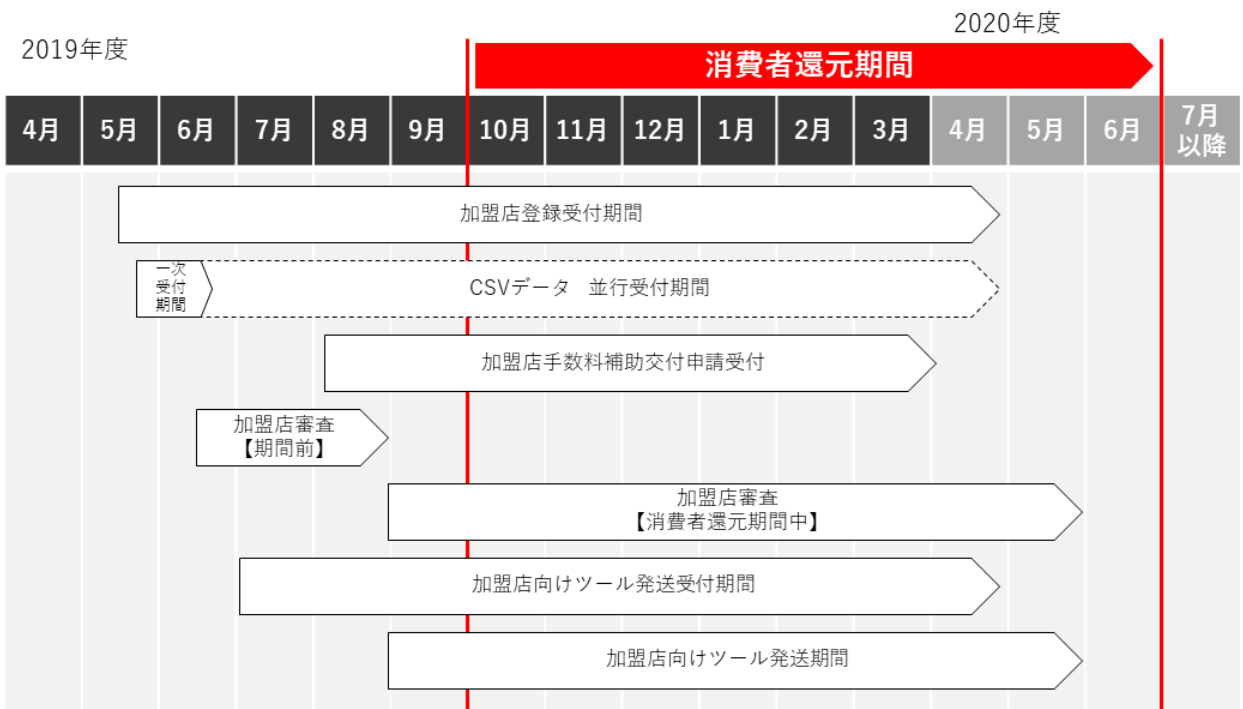 2019年度
2020年度
消費者還元期間
4月
5月
6月
7月
8月
9月
10月
11月
12月
1月
2月
3月
4月
5月
6月
7月
以降
加盟店登録受付期間
一次
受付
期間
CSVデータ　並行受付期間
加盟店手数料補助交付申請受付
加盟店審査
【期間前】
加盟店審査
【消費者還元期間中】
加盟店向けツール発送受付期間
加盟店向けツール発送期間